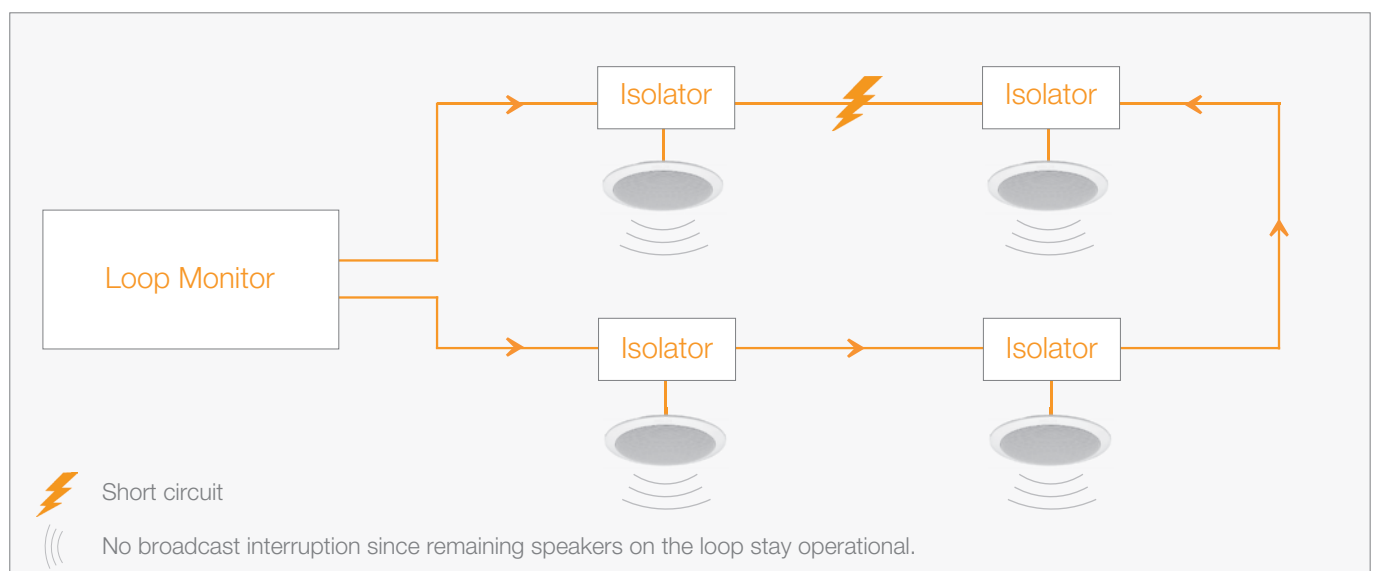 Isolator
Isolator
Loop Monitor
Isolator
Isolator
Short circuit
No broadcast interruption since remaining speakers on the loop stay operational.